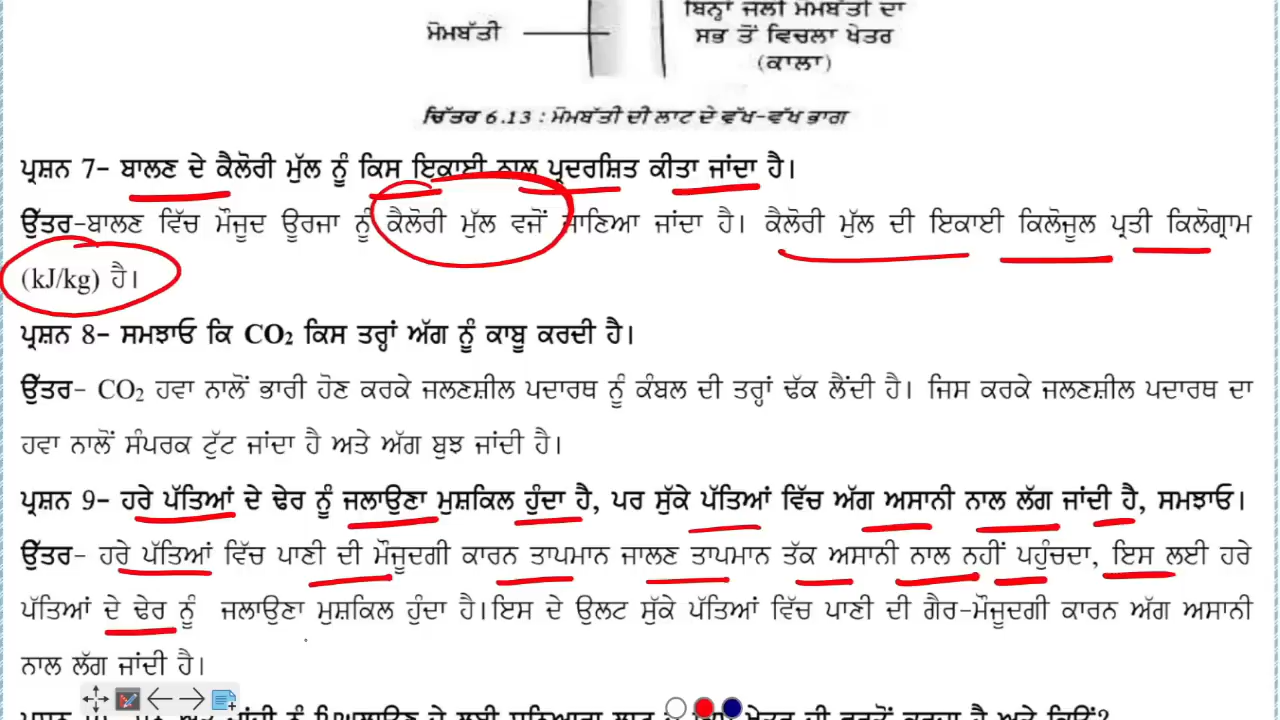 ਬਿਨ੍ਹਾਂ ਜਲੀ ਮੋਮਬੱਤੀ ਦਾ
ਮੋਮਬੱਤੀ
ਸਭ ਤੋਂ ਵਿਚਲਾ ਖੇਤਰ
(ਕਾਲਾ)
ਚਿੱਤਰ 6.13 : ਮੋਮਬੱਤੀ ਦੀ ਲਾਟ ਦੇ ਵੱਖ-ਵੱਖ ਭਾਗ
ਪ੍ਰਸ਼ਨ 7- ਬਾਲਣ ਦੇ ਕੈਲੋਰੀ ਮੁੱਲ ਨੂੰ ਕਿਸ ਇਕਾਈ ਨਾਲ ਪ੍ਰਦਰਸ਼ਿਤ ਕੀਤਾ ਜਾਂਦਾ ਹੈ।
ਉੱਤਰ-ਬਾਲਣ ਵਿੱਚ ਮੌਜੂਦ ਊਰਜਾ ਨੂੰ ਕੈਲੋਰੀ ਮੁੱਲ ਵਜੋਂ ਜਾਣਿਆ ਜਾਂਦਾ ਹੈ। ਕੈਲੋਰੀ ਮੁੱਲ ਦੀ ਇਕਾਈ ਕਿਲੋਜੂਲ ਪ੍ਰਤੀ ਕਿਲੋਗ੍ਰਾਮ
(kJ/kg) ਹੈ।
ਪ੍ਰਸ਼ਨ 8- ਸਮਝਾਓ ਕਿ CO₂ ਕਿਸ ਤਰ੍ਹਾਂ ਅੱਗ ਨੂੰ ਕਾਬੂ ਕਰਦੀ ਹੈ।
ਉੱਤਰ- CO₂ ਹਵਾ ਨਾਲੋਂ ਭਾਰੀ ਹੋਣ ਕਰਕੇ ਜਲਣਸ਼ੀਲ ਪਦਾਰਥ ਨੂੰ ਕੰਬਲ ਦੀ ਤਰ੍ਹਾਂ ਢੱਕ ਲੈਂਦੀ ਹੈ। ਜਿਸ ਕਰਕੇ ਜਲਣਸ਼ੀਲ ਪਦਾਰਥ ਦਾ
ਹਵਾ ਨਾਲੋਂ ਸੰਪਰਕ ਟੁੱਟ ਜਾਂਦਾ ਹੈ ਅਤੇ ਅੱਗ ਬੁਝ ਜਾਂਦੀ ਹੈ।
ਪ੍ਰਸ਼ਨ 9- ਹਰੇ ਪੱਤਿਆਂ ਦੇ ਢੇਰ ਨੂੰ ਜਲਾਉਣਾ ਮੁਸ਼ਕਿਲ ਹੁੰਦਾ ਹੈ, ਪਰ ਸੁੱਕੇ ਪੱਤਿਆਂ ਵਿੱਚ ਅੱਗ ਅਸਾਨੀ ਨਾਲ ਲੱਗ ਜਾਂਦੀ ਹੈ, ਸਮਝਾਓ।
ਉੱਤਰ- ਹਰੇ ਪੱਤਿਆਂ ਵਿੱਚ ਪਾਣੀ ਦੀ ਮੌਜੂਦਗੀ ਕਾਰਨ ਤਾਪਮਾਨ ਜਾਲਣ ਤਾਪਮਾਨ ਤੱਕ ਅਸਾਨੀ ਨਾਲ ਨਹੀਂ ਪਹੁੰਚਦਾ, ਇਸ ਲਈ ਹਰੇ
ਪੱਤਿਆਂ ਦੇ ਢੇਰ ਨੂੰ ਜਲਾਉਣਾ ਮੁਸ਼ਕਿਲ ਹੁੰਦਾ ਹੈ।ਇਸ ਦੇ ਉਲਟ ਸੁੱਕੇ ਪੱਤਿਆਂ ਵਿੱਚ ਪਾਣੀ ਦੀ ਗੈਰ-ਮੌਜੂਦਗੀ ਕਾਰਨ ਅੱਗ ਅਸਾਨੀ
ਨਾਲ ਲੱਗ ਜਾਂਦੀ ਹੈ।